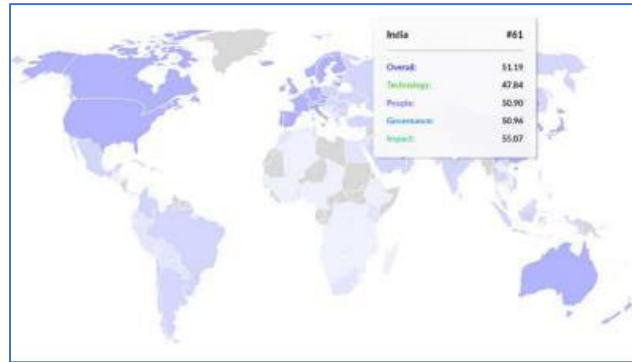 India #61
Overall: 51.19
Technology: 47.84
People: 50.90
Governance: 50.96
Impact: 55.07